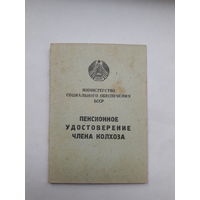 МИНИСТЕРСТВО
СОЦИАЛЬНОГО ОБЕСПЕЧЕНИЯ
БССР
ПЕНСИОННОЕ
УДОСТОВЕРЕНИЕ
ЧЛЕНА КОЛХОЗА